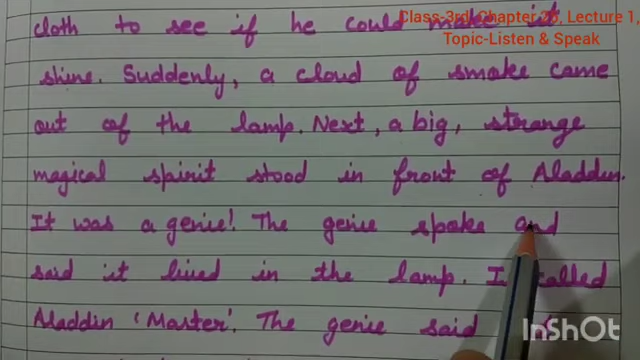 Class-3rd, Chapter 20, Lecture 1,
Topic-Listen & Speak
cloth to see if he could make it
shine. Suddenly, a cloud of smoke came
out of the lamp. Next, a big, strange
magical spirit stood in front of Aladdin.
It was a genie! The genie spoke and
said it lived in the lamp. It called
Aladdin 'Master'. The genie said
InShOt